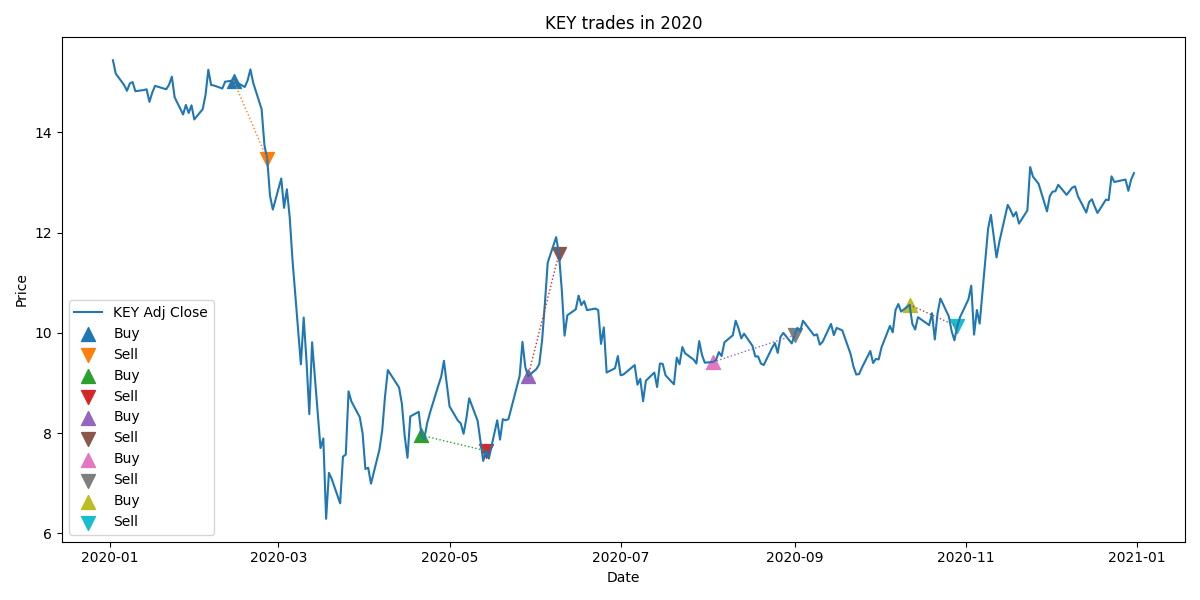 KEY trades in 2020
Price
14
12
10
8
6
KEY Adj Close
Buy
Sell
Buy
Sell
Buy
Sell
Buy
Sell
Buy
Sell
2020-01 2020-03 2020-05 2020-07 2020-09 2020-11 2021-01
Date